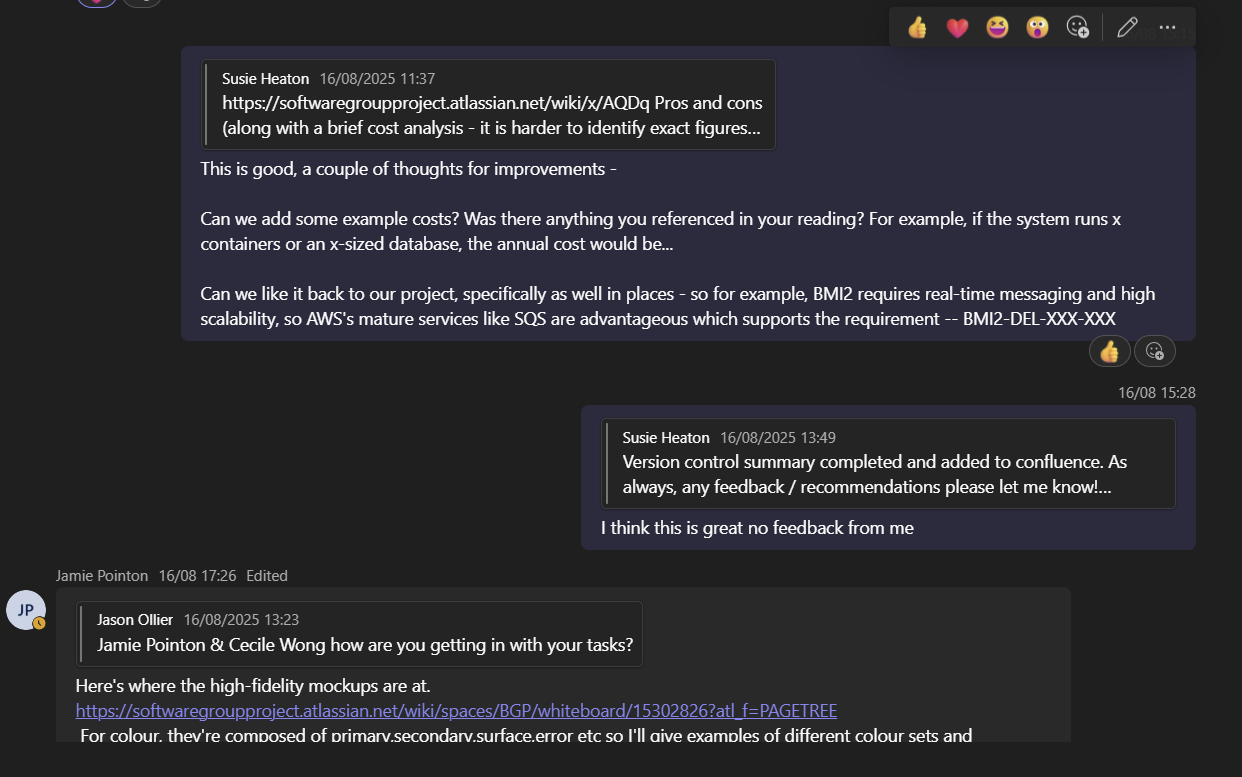 Susie Heaton 16/08/2025 11:37
https://softwaregroupproject.atlassian.net/wiki/x/AQDq Pros and cons
(along with a brief cost analysis - it is harder to identify exact figures...
This is good, a couple of thoughts for improvements -
Can we add some example costs? Was there anything you referenced in your reading? For example, if the system runs x
containers or an x-sized database, the annual cost would be...
Can we like it back to our project, specifically as well in places - so for example, BMI2 requires real-time messaging and high
scalability, so AWS's mature services like SQS are advantageous which supports the requirement -- BMI2-DEL-XXX-XXX
16/08 15:28
Susie Heaton 16/08/2025 13:49
Version control summary completed and added to confluence. As
always, any feedback / recommendations please let me know!...
I think this is great no feedback from me
Jamie Pointon 16/08 17:26 Edited
JP
Jason Ollier 16/08/2025 13:23
Jamie Pointon & Cecile Wong how are you getting in with your tasks?
Here's where the high-fidelity mockups are at.
https://softwaregroupproject.atlassian.net/wiki/spaces/BGP/whiteboard/15302826?atl_f=PAGETREE
For colour, they're composed of primary,secondary,surface,error etc so I'll give examples of different colour sets and